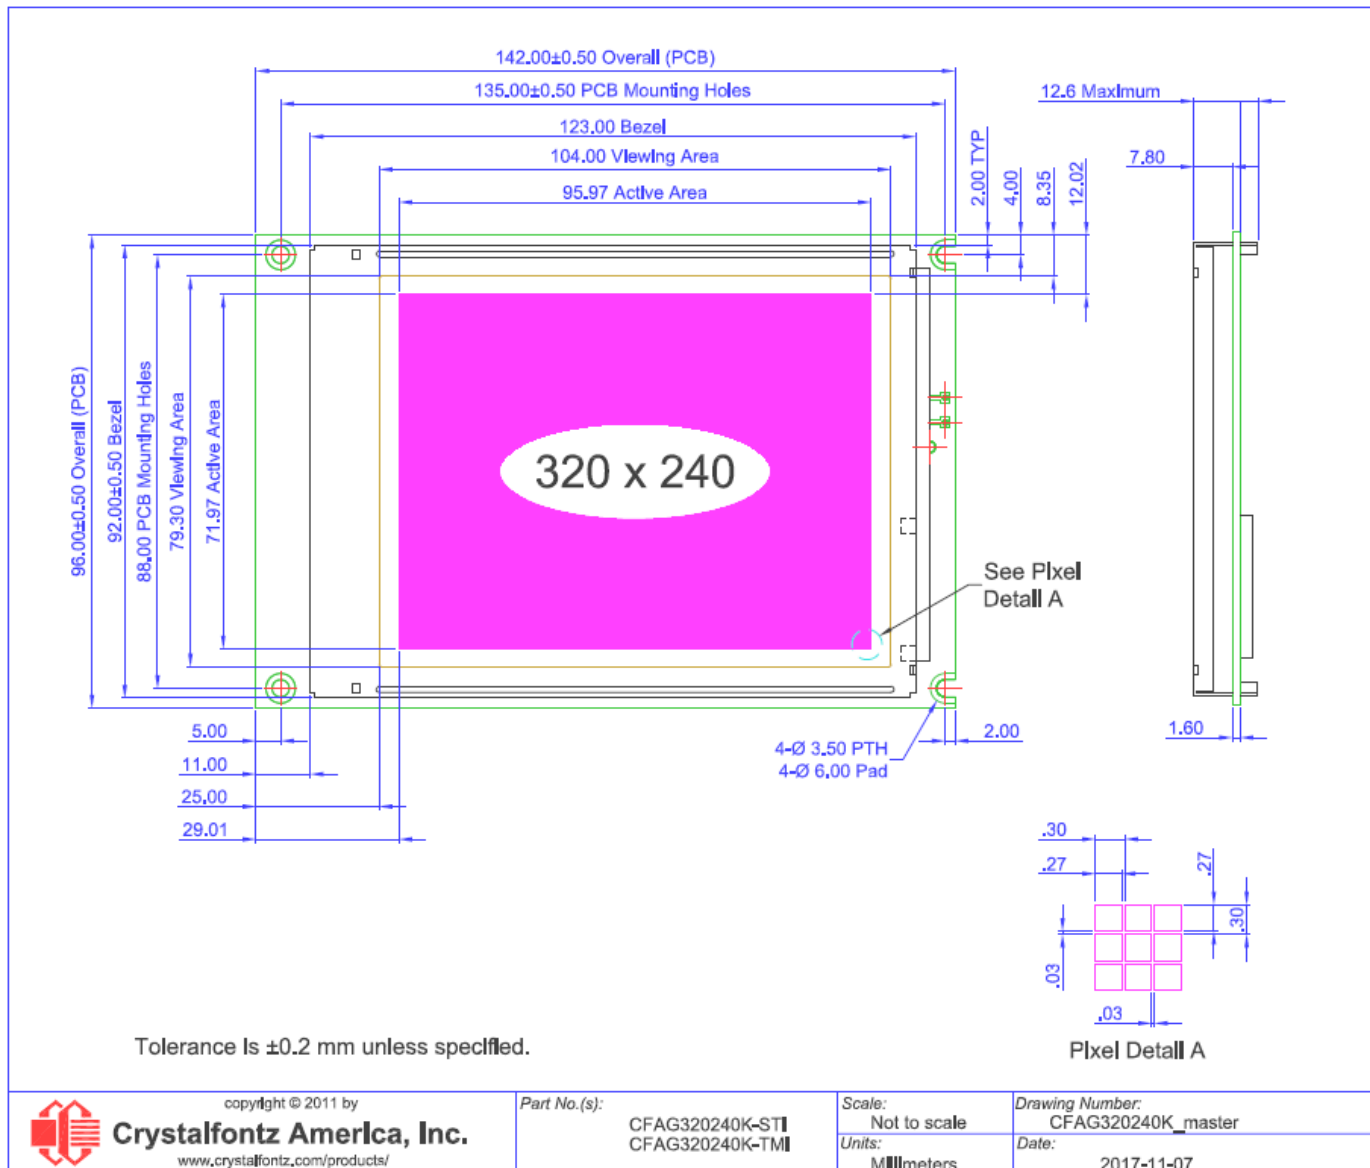 142.00±0.50 Overall (PCB)
135.00±0.50 PCB Mounting Holes
12.6 Maximum
123.00 Bezel
104.00 Viewing Area
95.97 Active Area
2.00 TYP
4.00
8.35
12.02
7.80
96.00±0.50 Overall (PCB)
92.00±0.50 Bezel
88.00 PCB Mounting Holes
79.30 Viewing Area
71.97 Active Area
320 x 240
See Pixel
Detail A
5.00
11.00
25.00
29.01
4-Ø 3.50 PTH
4-Ø 6.00 Pad
2.00
1.60
.30
.27
.27
.30
.03
.03
Pixel Detail A
Tolerance is ±0.2 mm unless specified.
copyright © 2011 by
Crystalfontz America, Inc.
www.crystalfontz.com/products/
Part No.(s):
CFAG320240K-STI
CFAG320240K-TMI
Scale:
Not to scale
Units:
Millimeters
Drawing Number:
CFAG320240K_master
Date:
2017-11-07